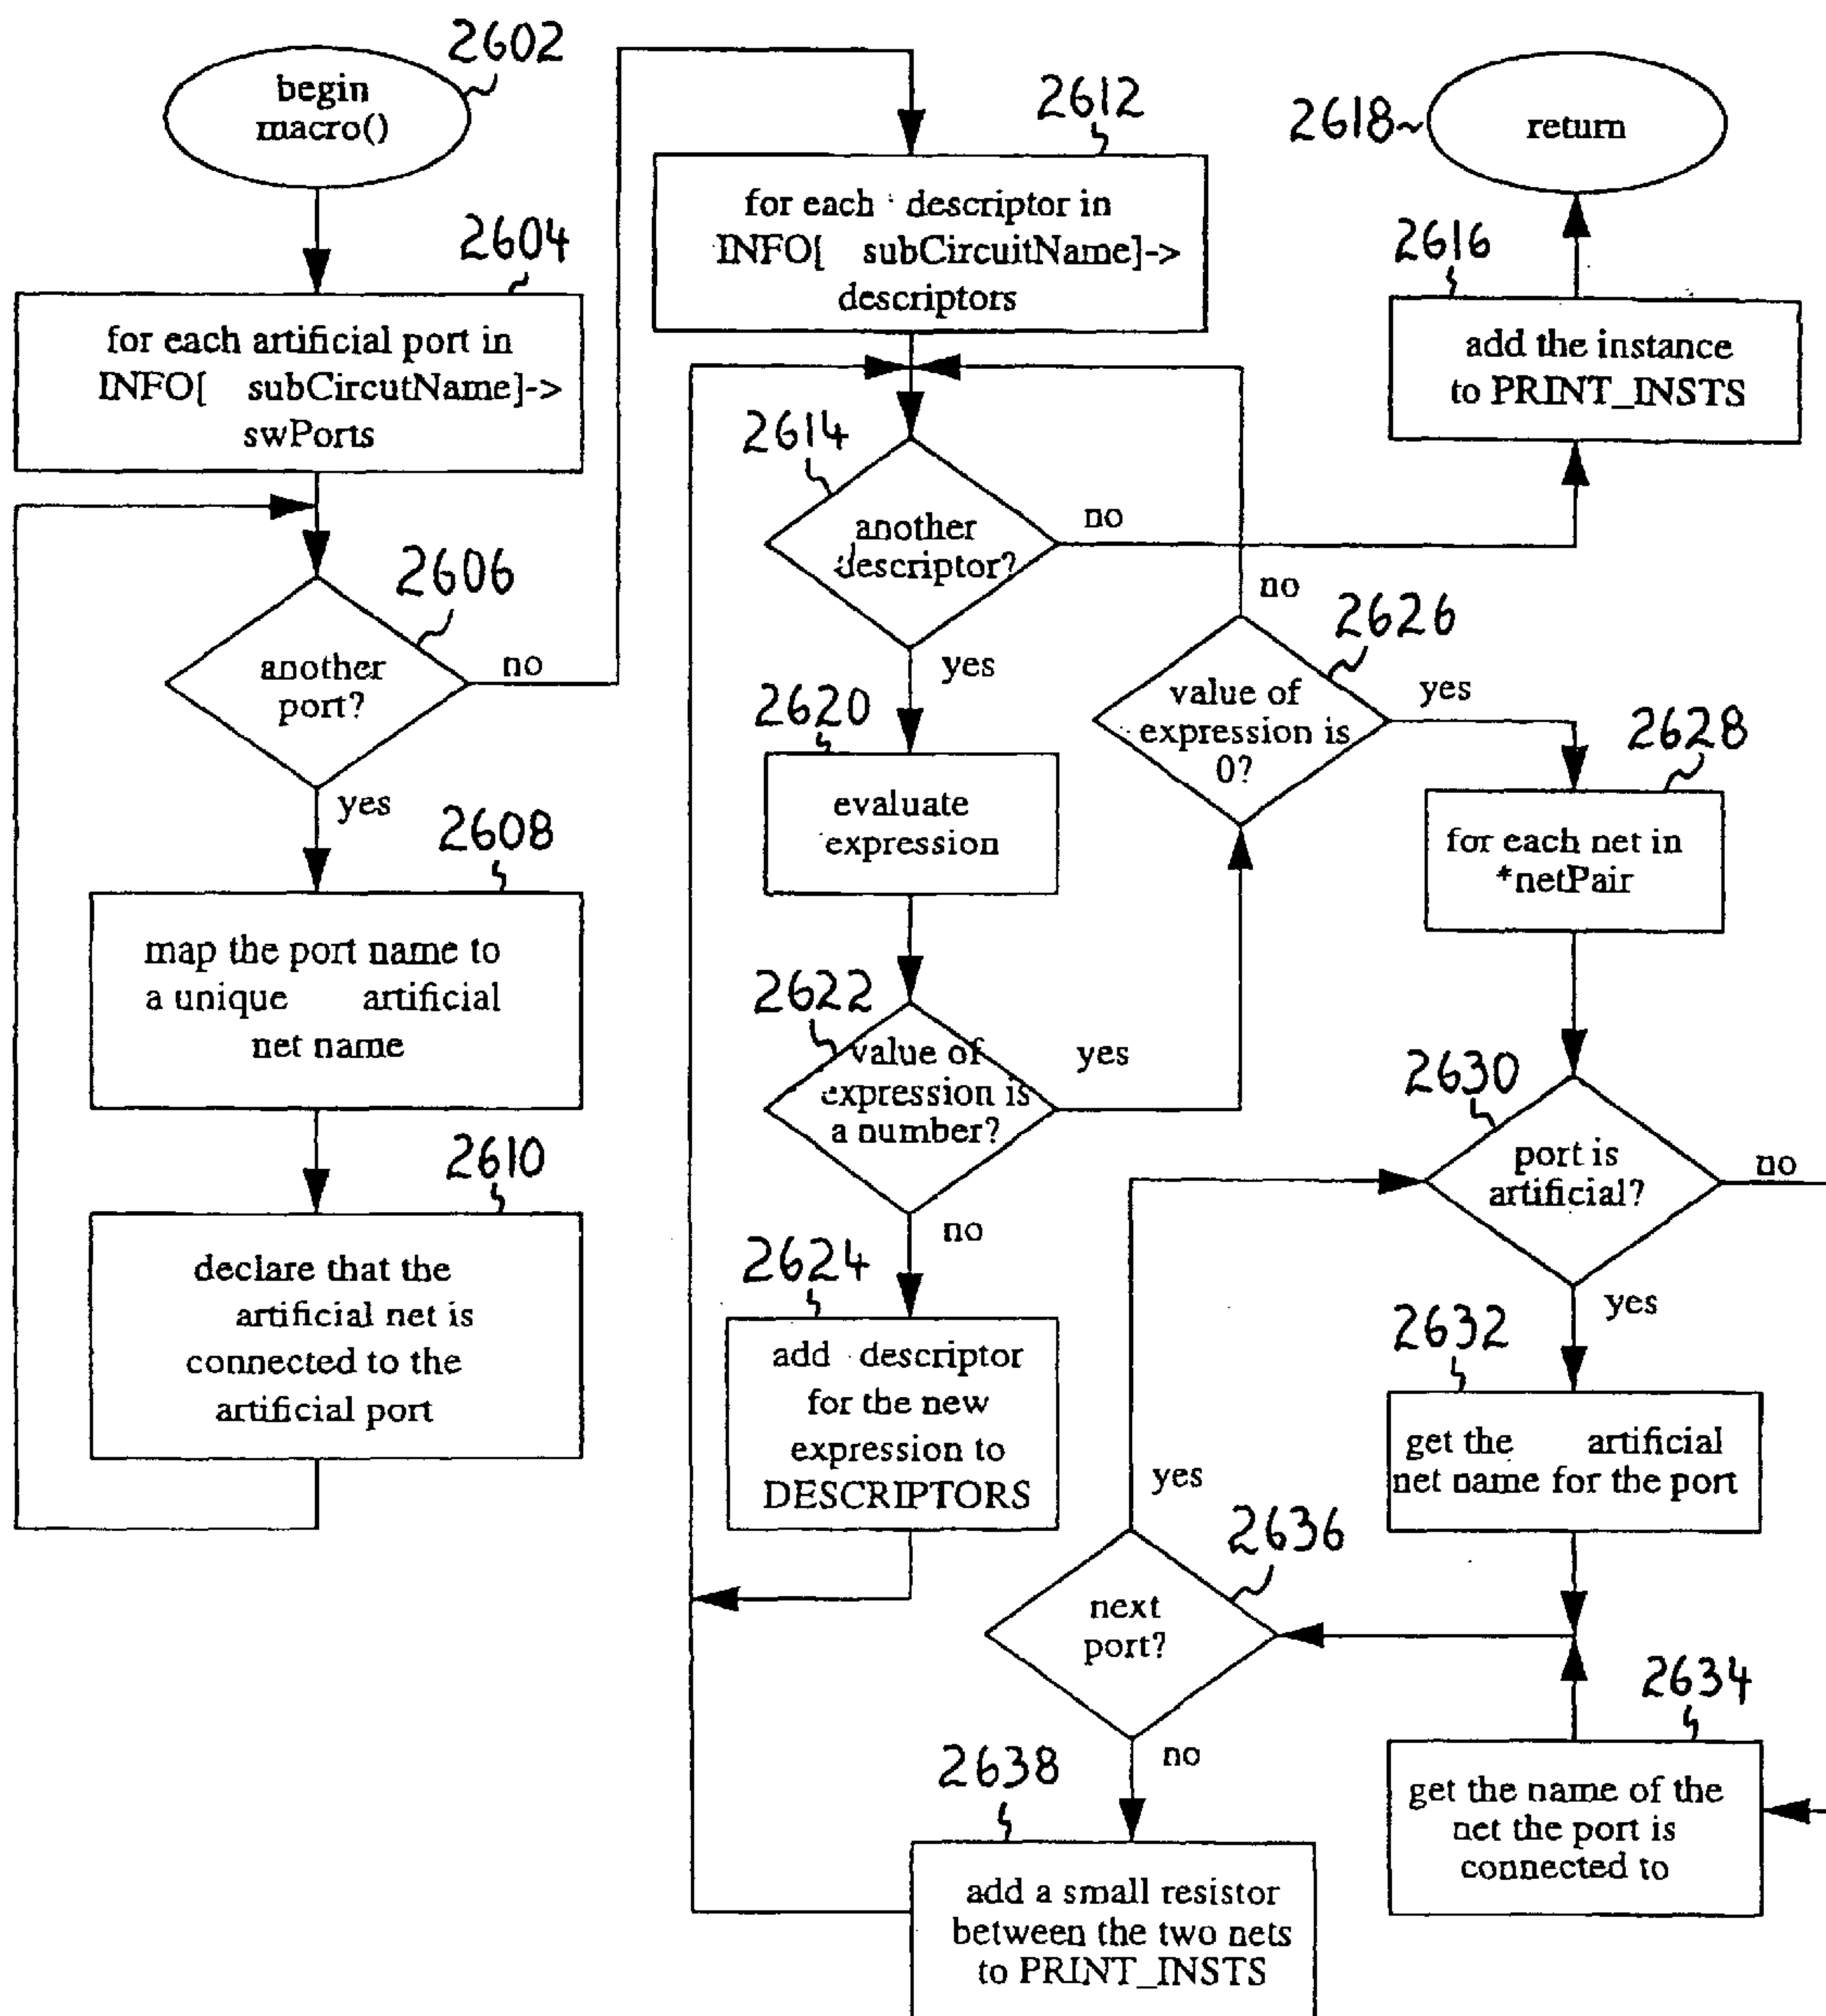 2602
begin
macro()
2604
for each artificial port in
INFO[ subCircutName]->
swPorts
2606
another
port?
no
yes
2608
map the port name to
a unique artificial
net name
2610
declare that the
artificial net is
connected to the
artificial port
2612
for each descriptor in
INFO[ subCircuitName]->
descriptors
2614
another
descriptor?
no
yes
2616
add the instance
to PRINT_INSTS
2618
return
2620
evaluate
expression
2622
value of
expression is
a number?
yes
no
2624
add descriptor
for the new
expression to
DESCRIPTORS
2626
no
value of
expression is
0?
yes
2628
for each net in
*netPair
2630
port is
artificial?
no
yes
2632
get the artificial
net name for the port
2634
get the name of the
net the port is
connected to
2636
yes
next
port?
no
2638
add a small resistor
between the two nets
to PRINT_INSTS